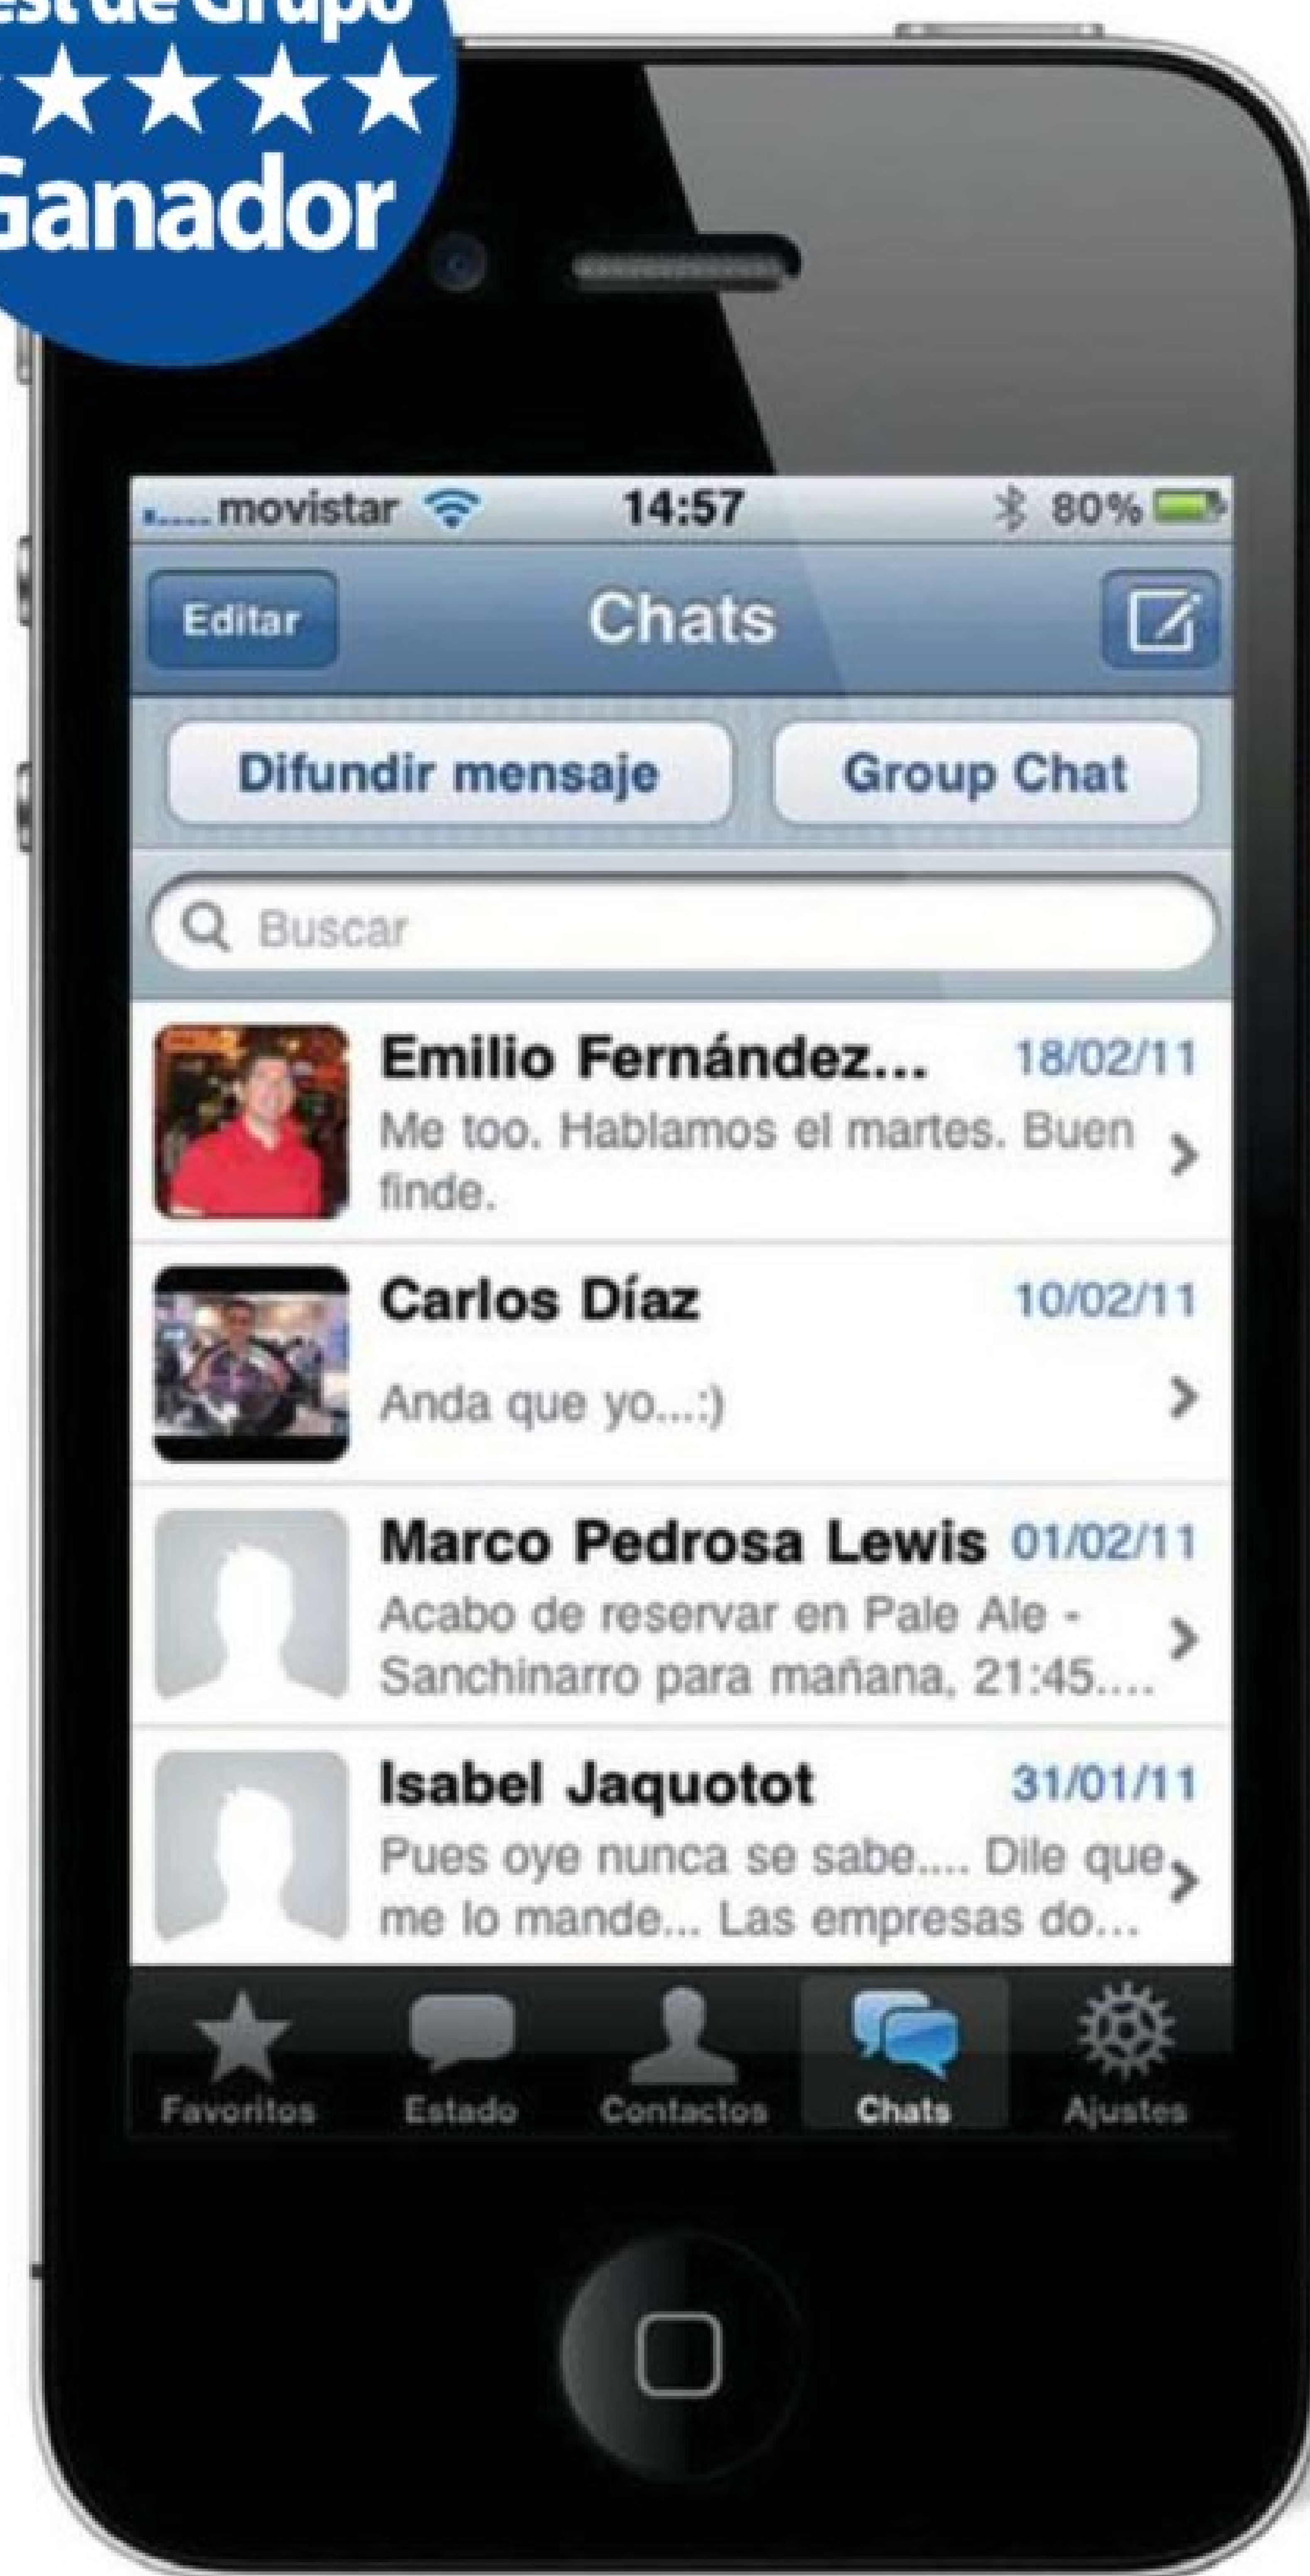 de Grupo
Ganador
movistar 14:57 80%
Editar Chats
Difundir mensaje Group Chat
Buscar
Emilio Fernández... 18/02/11
Me too. Hablamos el martes. Buen
finde.
Carlos Díaz 10/02/11
Anda que yo...:)
Marco Pedrosa Lewis 01/02/11
Acabo de reservar en Pale Ale -
Sanchinarro para mañana, 21:45....
Isabel Jaquotot 31/01/11
Pues oye nunca se sabe.... Dile que
me lo mande... Las empresas do...
Favoritos Estado Contactos Chats Ajustes